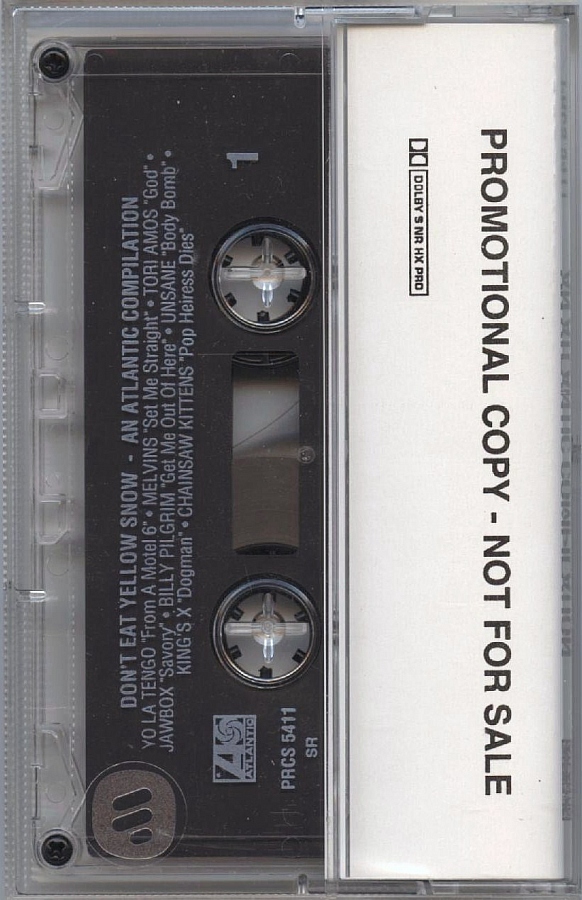 DON'T EAT YELLOW SNOW - AN ATLANTIC COMPILATION
YO LA TENGO "From A Motel 6" • MELVINS "Set Me Straight" • TORI AMOS "God" •
JAWBOX "Savory" • BILLY PILGRIM "Get Me Out Of Here" • UNSANE "Body Bomb" •
KING'S X "Dogman" • CHAINSAW KITTENS "Pop Heiress Dies"
1
ATLANTIC
PRCS 5411
SR
DOLBY S NR HX PRO
PROMOTIONAL COPY - NOT FOR SALE